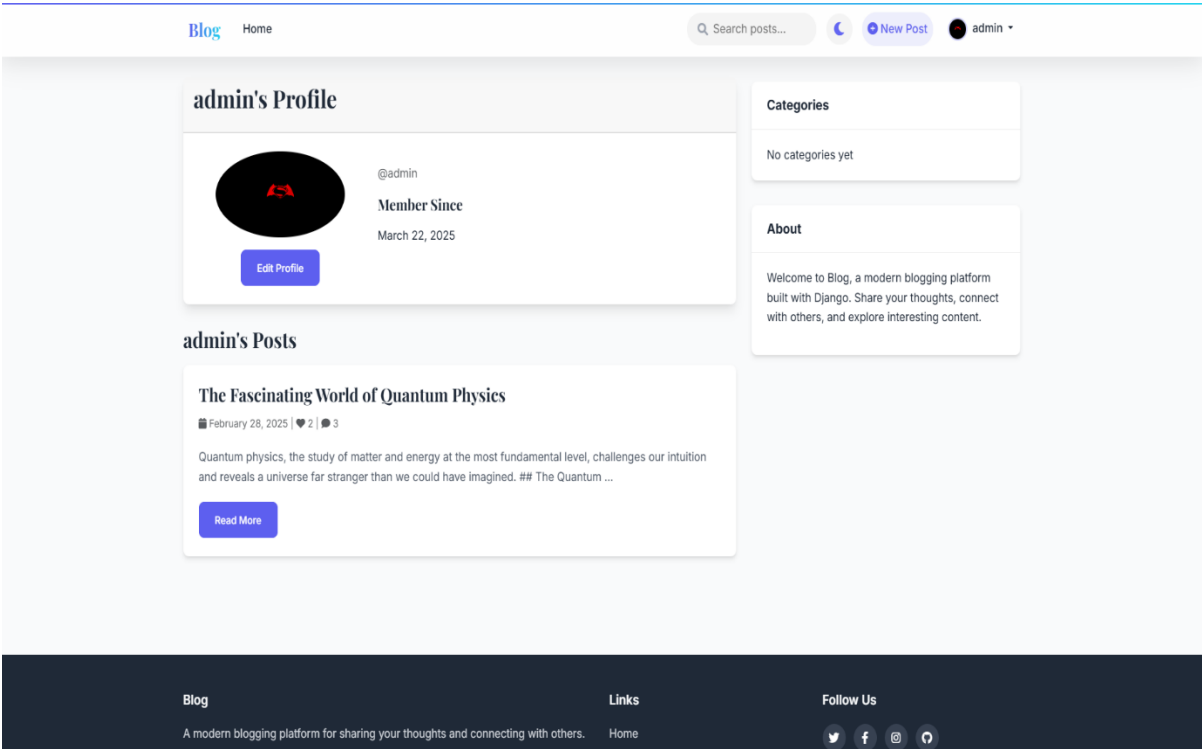 Blog
Home
Search posts...
New Post
admin
admin's Profile
@admin
Member Since
March 22, 2025
Edit Profile
admin's Posts
The Fascinating World of Quantum Physics
February 28, 2025 | 2 | 3
Quantum physics, the study of matter and energy at the most fundamental level, challenges our intuition
and reveals a universe far stranger than we could have imagined. ## The Quantum ...
Read More
Categories
No categories yet
About
Welcome to Blog, a modern blogging platform
built with Django. Share your thoughts, connect
with others, and explore interesting content.
Blog
A modern blogging platform for sharing your thoughts and connecting with others.
Links
Home
Follow Us